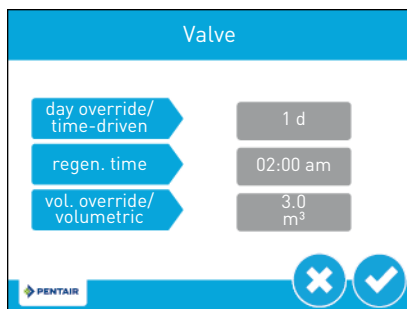 Valve
day override/
time-driven
1 d
regen. time
02:00 am
vol. override/
volumetric
3.0
m³
PENTAIR